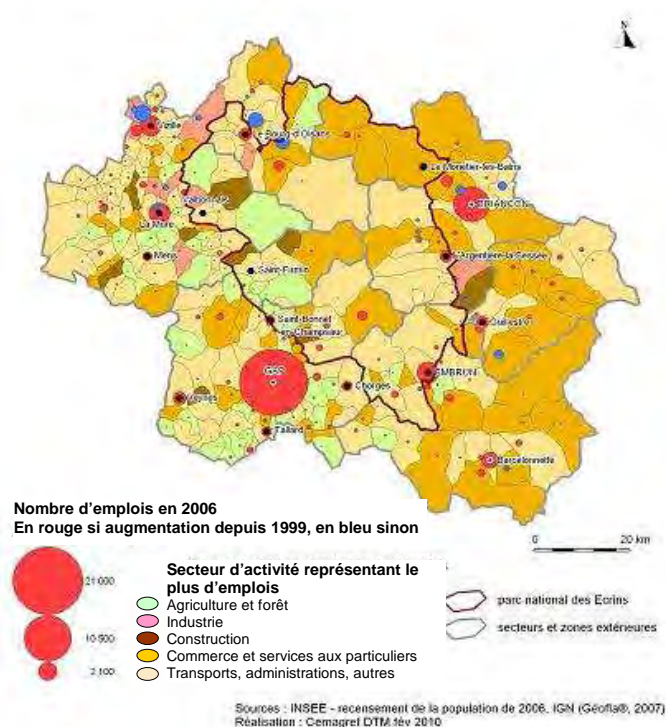 N
Vizille
Le Bourg-d'Oisans
Le Monetier-les-Bains
BRIANCON
Valbonnais
La Mure
L'Argentière-la-Bessée
Mens
Saint-Firmin
Saint-Bonnet
en-Champsaur
Guillestre
GAP
EMBRUN
Chorges
Veynes
Tallard
Barcelonnette
Nombre d'emplois en 2006
En rouge si augmentation depuis 1999, en bleu sinon
0 20 km
21 000
10 500
2 100
Secteur d'activité représentant le
plus d'emplois
Agriculture et forêt
Industrie
Construction
Commerce et services aux particuliers
Transports, administrations, autres
parc national des Ecrins
secteurs et zones extérieures
Sources : INSEE - recensement de la population de 2006, IGN (Géofla®, 2007)
Réalisation : Cemagref DTM fév 2010